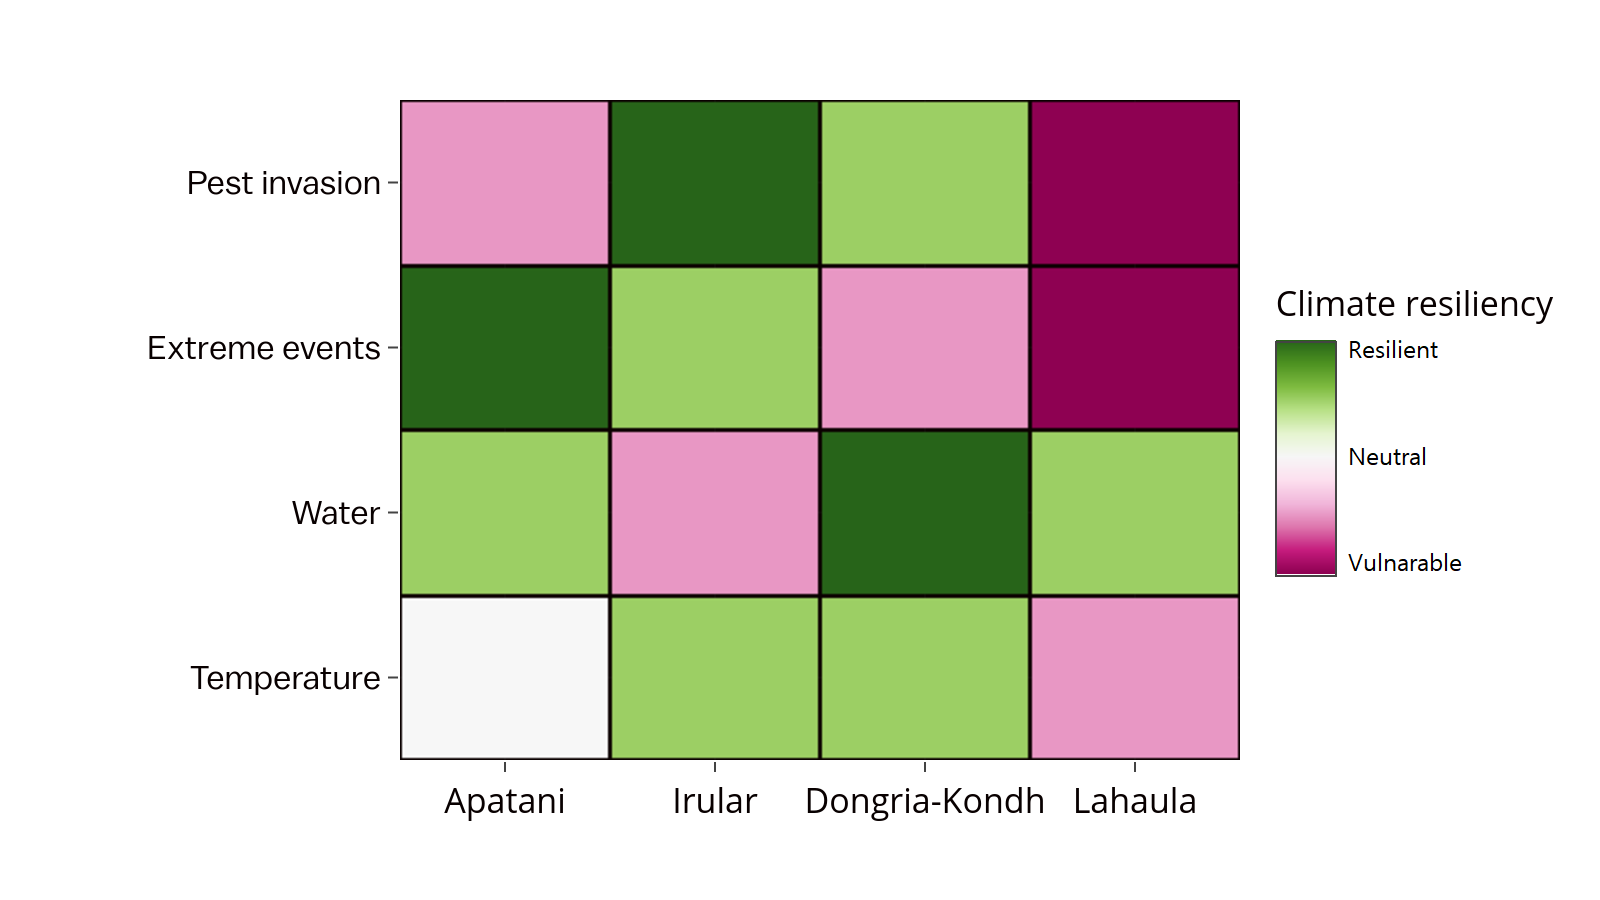 Pest invasion
Extreme events
Water
Temperature
Apatani
Irular
Dongria-Kondh
Lahaula
Climate resiliency
Resilient
Neutral
Vulnarable